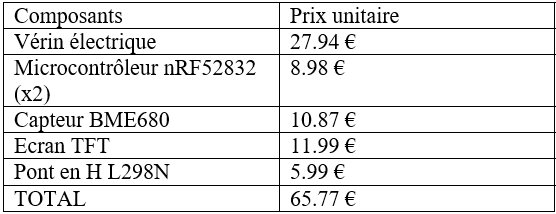 Composants Prix unitaire
Vérin électrique 27.94 €
Microcontrôleur nRF52832 8.98 €
(x2)
Capteur BME680 10.87 €
Ecran TFT 11.99 €
Pont en H L298N 5.99 €
TOTAL 65.77 €